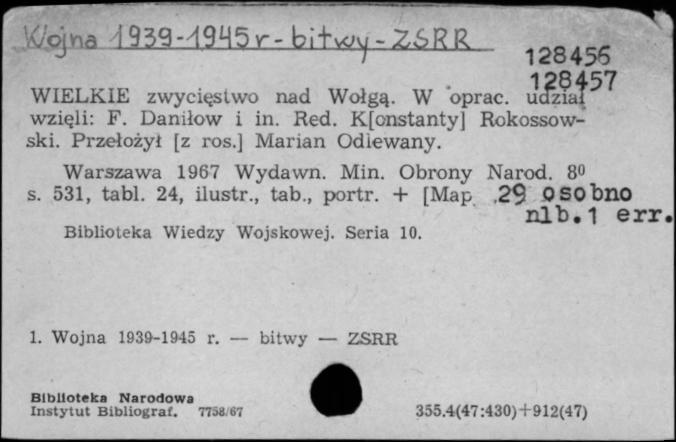 Wojna 1939-1945 r - bitwy - ZSRR
128456
128457
WIELKIE zwycięstwo nad Wołgą. W oprac. udział
wzięli: F. Daniłow i in. Red. K[onstanty] Rokossow-
ski. Przełożył [z ros.] Marian Odlewany.
Warszawa 1967 Wydawn. Min. Obrony Narod. 8⁰
s. 531, tabl. 24, ilustr., tab., portr. + [Map 29 osobno
nlb.1 err.
Biblioteka Wiedzy Wojskowej. Seria 10.
1. Wojna 1939-1945 r. — bitwy — ZSRR
Biblioteka Narodowa
Instytut Bibliograf. 7758/67
355.4(47:430)+912(47)